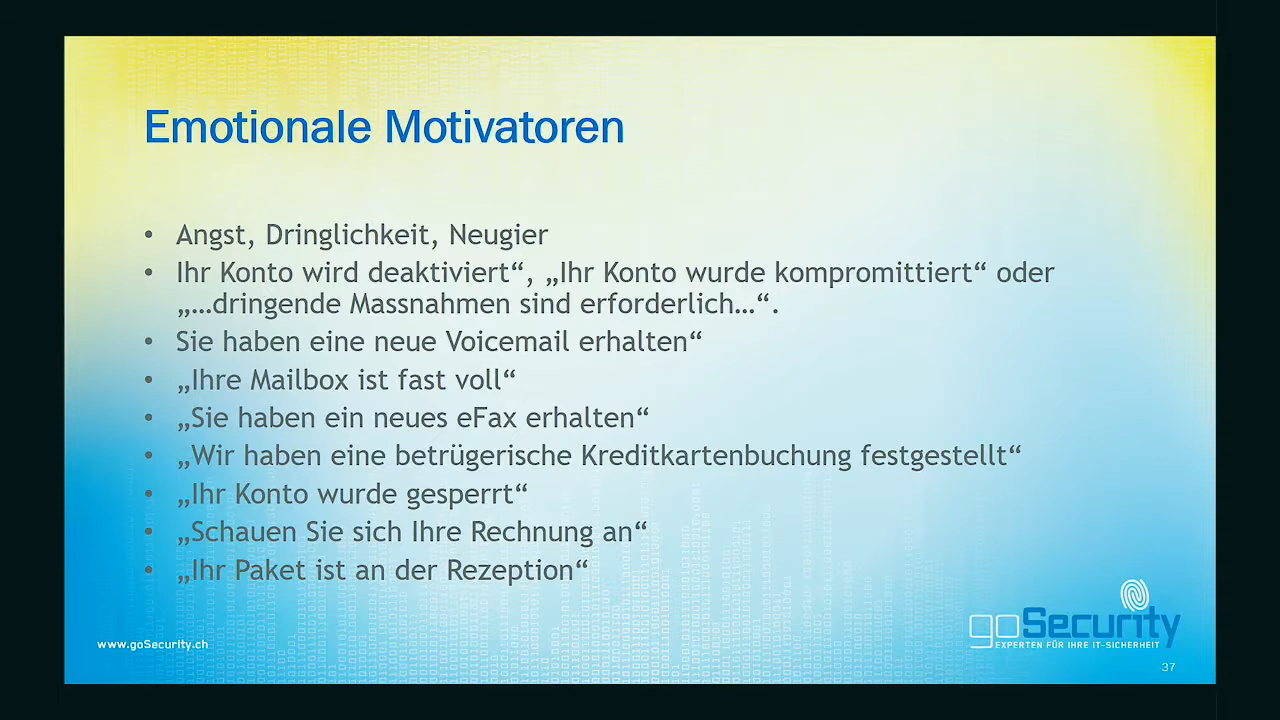 Emotionale Motivatoren
• Angst, Dringlichkeit, Neugier
• Ihr Konto wird deaktiviert“, „Ihr Konto wurde kompromittiert“ oder
„…dringende Massnahmen sind erforderlich…“.
• Sie haben eine neue Voicemail erhalten“
• „Ihre Mailbox ist fast voll“
• „Sie haben ein neues eFax erhalten“
• „Wir haben eine betrügerische Kreditkartenbuchung festgestellt“
• „Ihr Konto wurde gesperrt“
• „Schauen Sie sich Ihre Rechnung an“
• „Ihr Paket ist an der Rezeption“
www.goSecurity.ch
goSecurity
EXPERTEN FÜR IHRE IT-SICHERHEIT
37